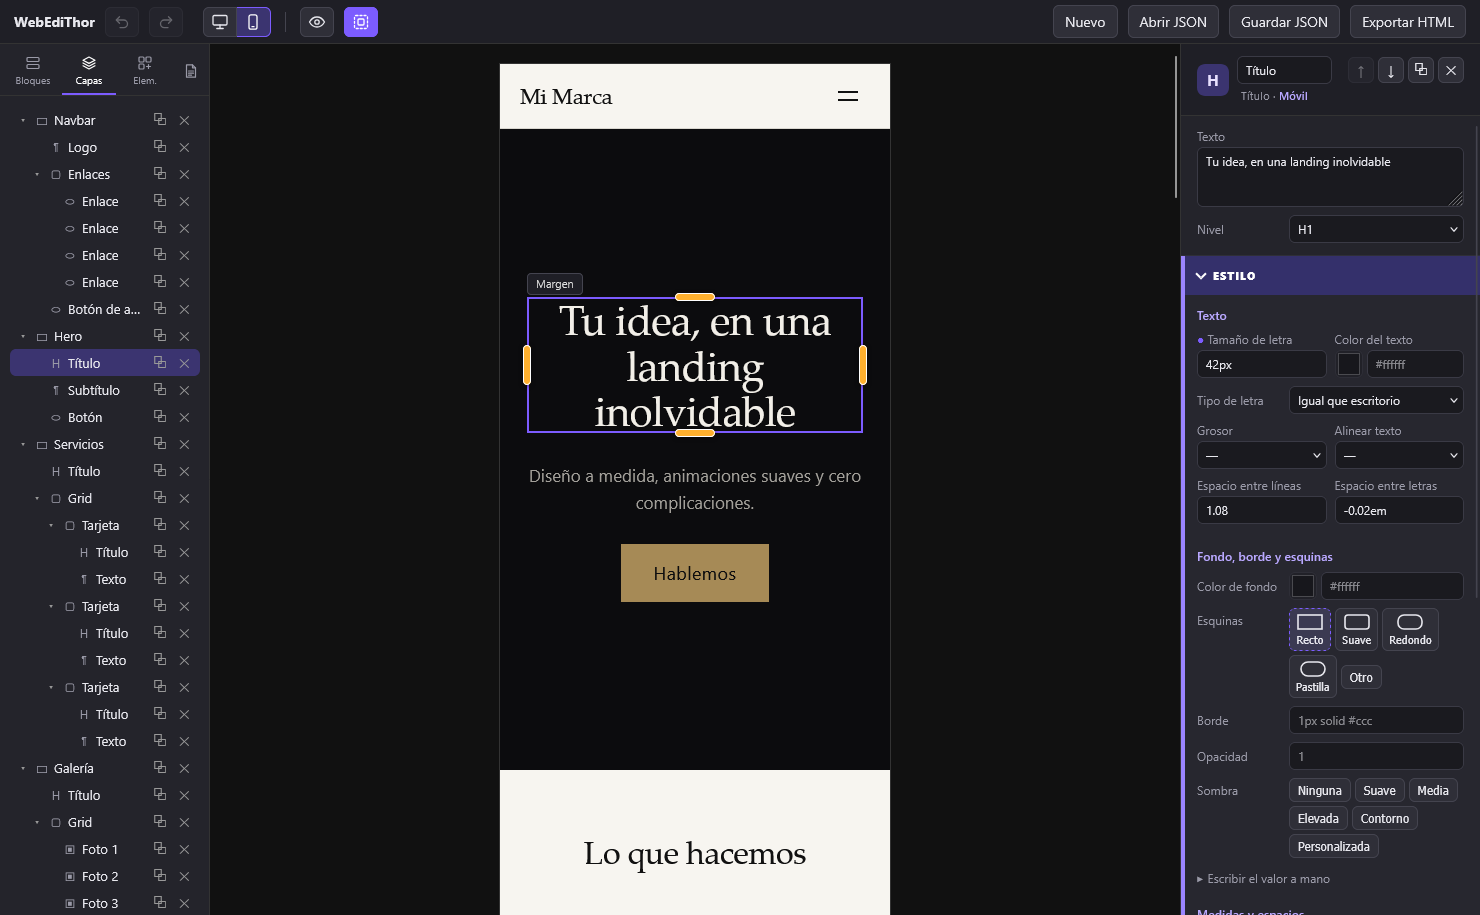 WebEdiThor
Nuevo
Abrir JSON
Guardar JSON
Exportar HTML
Bloques
Capas
Elem.
Navbar
Logo
Enlaces
Enlace
Enlace
Enlace
Enlace
Botón de a...
Hero
H Título
Subtítulo
Botón
Servicios
H Título
Grid
Tarjeta
H Título
¶ Texto
Tarjeta
H Título
¶ Texto
Tarjeta
H Título
¶ Texto
Galería
H Título
Grid
Foto 1
Foto 2
Foto 3
Mi Marca
Margen
Tu idea, en una
landing
inolvidable
Diseño a medida, animaciones suaves y cero
complicaciones.
Hablemos
Lo que hacemos
H
Título
Título · Móvil
Texto
Tu idea, en una landing inolvidable
Nivel
H1
ESTILO
Texto
Tamaño de letra
Color del texto
42px
#ffffff
Tipo de letra
Igual que escritorio
Grosor
Alinear texto
—
—
Espacio entre líneas
Espacio entre letras
1.08
-0.02em
Fondo, borde y esquinas
Color de fondo
#ffffff
Esquinas
Recto
Suave
Redondo
Pastilla
Otro
Borde
1px solid #ccc
Opacidad
1
Sombra
Ninguna
Suave
Media
Elevada
Contorno
Personalizada
Escribir el valor a mano
Medidas y espacios